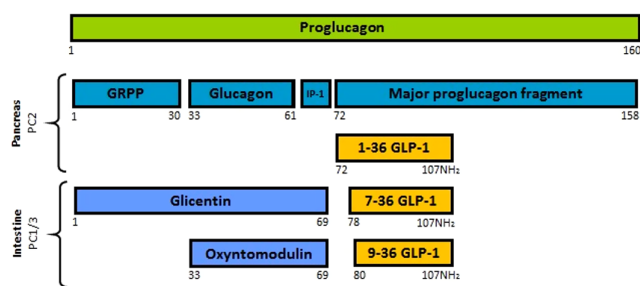 Proglucagon
1 160
Pancreas
PC2
GRPP Glucagon IP-1 Major proglucagon fragment
1 30 33 61 72 158
1-36 GLP-1
72 107NH₂
Intestine
PC1/3
Glicentin 7-36 GLP-1
1 69 78 107NH₂
Oxyntomodulin 9-36 GLP-1
33 69 80 107NH₂